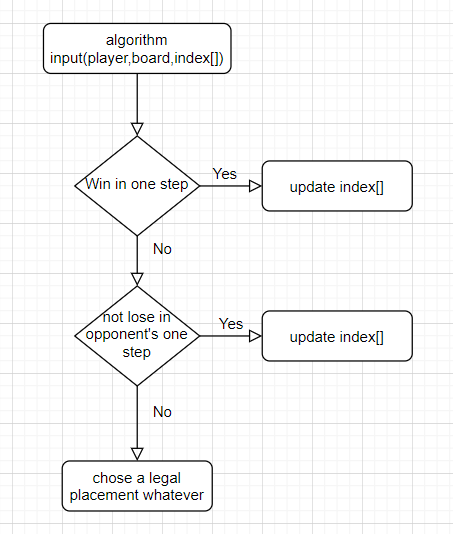 algorithm
input(player,board,index[])
Win in one step
Yes
update index[]
No
not lose in
opponent's one
step
Yes
update index[]
No
chose a legal
placement whatever